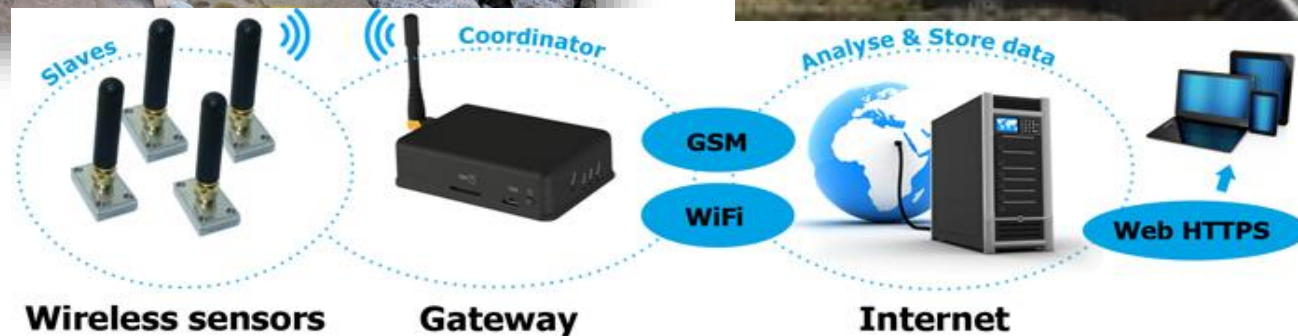 Slaves
Coordinator
Analyse & Store data
GSM
WiFi
Web HTTPS
Wireless sensors
Gateway
Internet